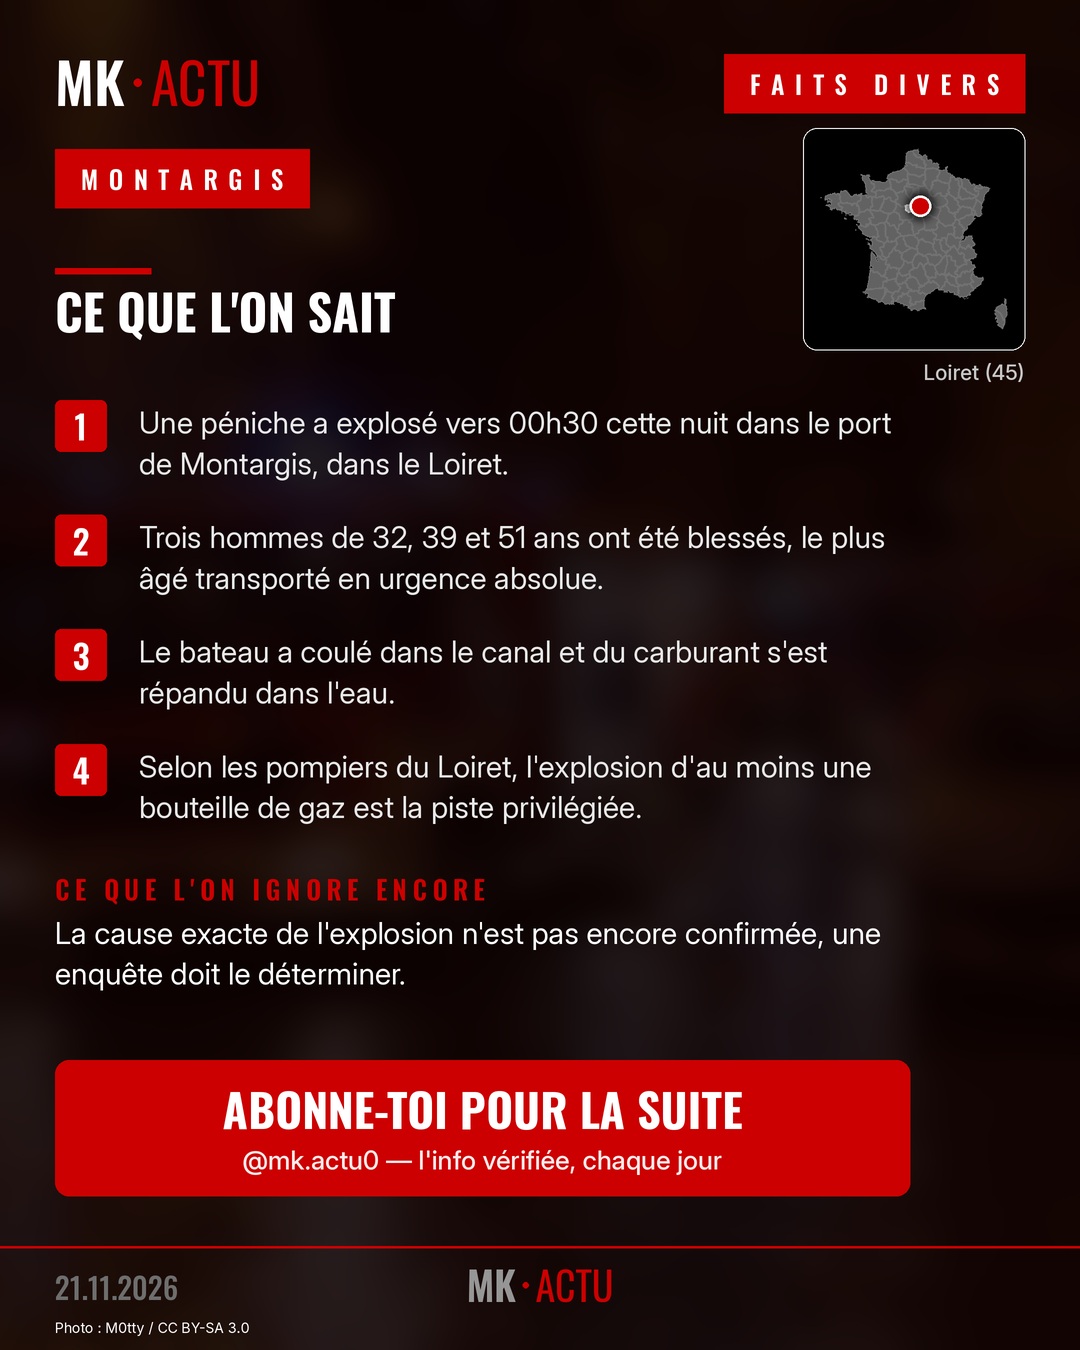 MK·ACTU
FAITS DIVERS
MONTARGIS
CE QUE L'ON SAIT
Loiret (45)
1
Une péniche a explosé vers 00h30 cette nuit dans le port
de Montargis, dans le Loiret.
2
Trois hommes de 32, 39 et 51 ans ont été blessés, le plus
âgé transporté en urgence absolue.
3
Le bateau a coulé dans le canal et du carburant s'est
répandu dans l'eau.
4
Selon les pompiers du Loiret, l'explosion d'au moins une
bouteille de gaz est la piste privilégiée.
CE QUE L'ON IGNORE ENCORE
La cause exacte de l'explosion n'est pas encore confirmée, une
enquête doit le déterminer.
ABONNE-TOI POUR LA SUITE
@mk.actu0 — l'info vérifiée, chaque jour
21.11.2026
MK·ACTU
Photo : M0tty / CC BY-SA 3.0